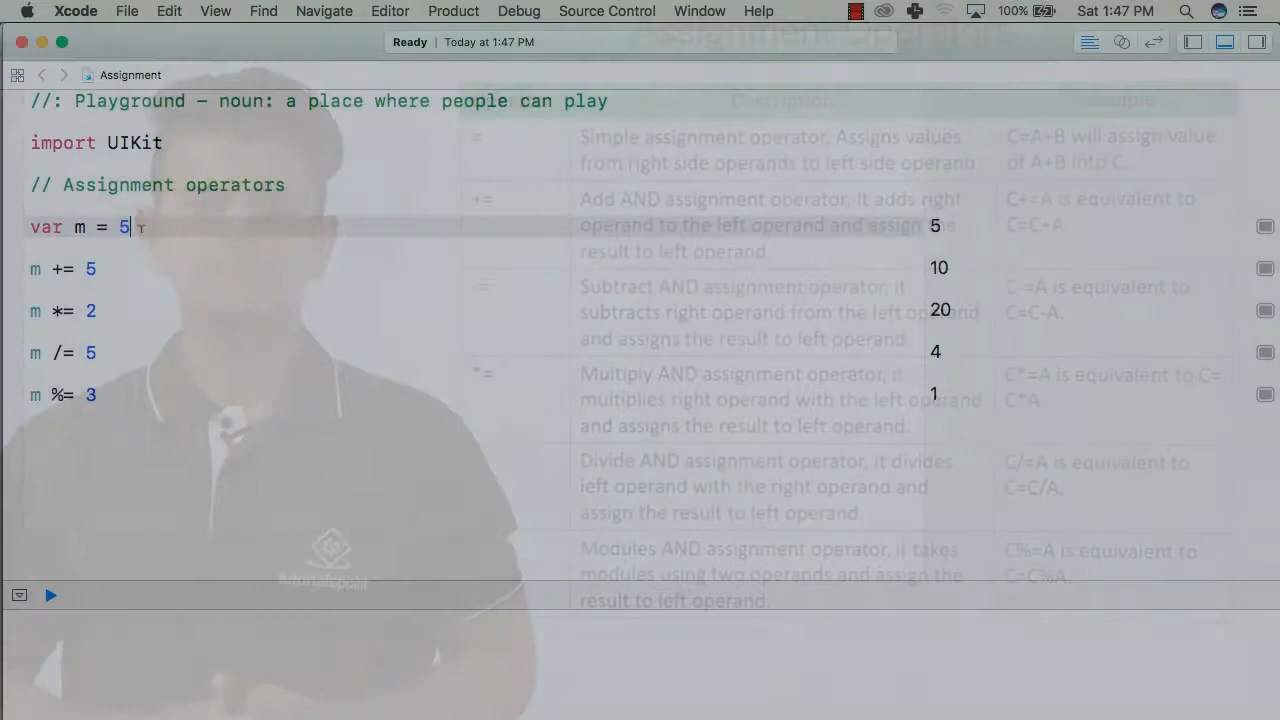 Xcode File Edit View Find Navigate Editor Product Debug Source Control Window Help 100% Sat 1:47 PM
Ready | Today at 1:47 PM
Assignment
//: Playground - noun: a place where people can play
import UIKit
// Assignment operators
var m = 5
5
m += 5
10
m *= 2
20
m /= 5
4
m %= 3
1
Description
= Simple assignment operator. Assigns values C=A+B will assign value
from right side operands to left side operand of A+B into C.
+= Add AND assignment operator. It adds right C+=A is equivalent to
operand to the left operand and assign the C=C+A.
result to left operand.
Subtract AND assignment operator, it C-=A is equivalent to
subtracts right operand from the left operand C=C-A.
and assigns the result to left operand.
*= Multiply AND assignment operator, it C*=A is equivalent to C=
multiplies right operand with the left operand C*A
and assigns the result to left operand.
Divide AND assignment operator, it divides C/=A is equivalent to
left operand with the right operand and C=C/A.
assign the result to left operand.
Modules AND assignment operator, it takes C%=A is equivalent to
modules using two operands and assign the C=C%A.
result to left operand.